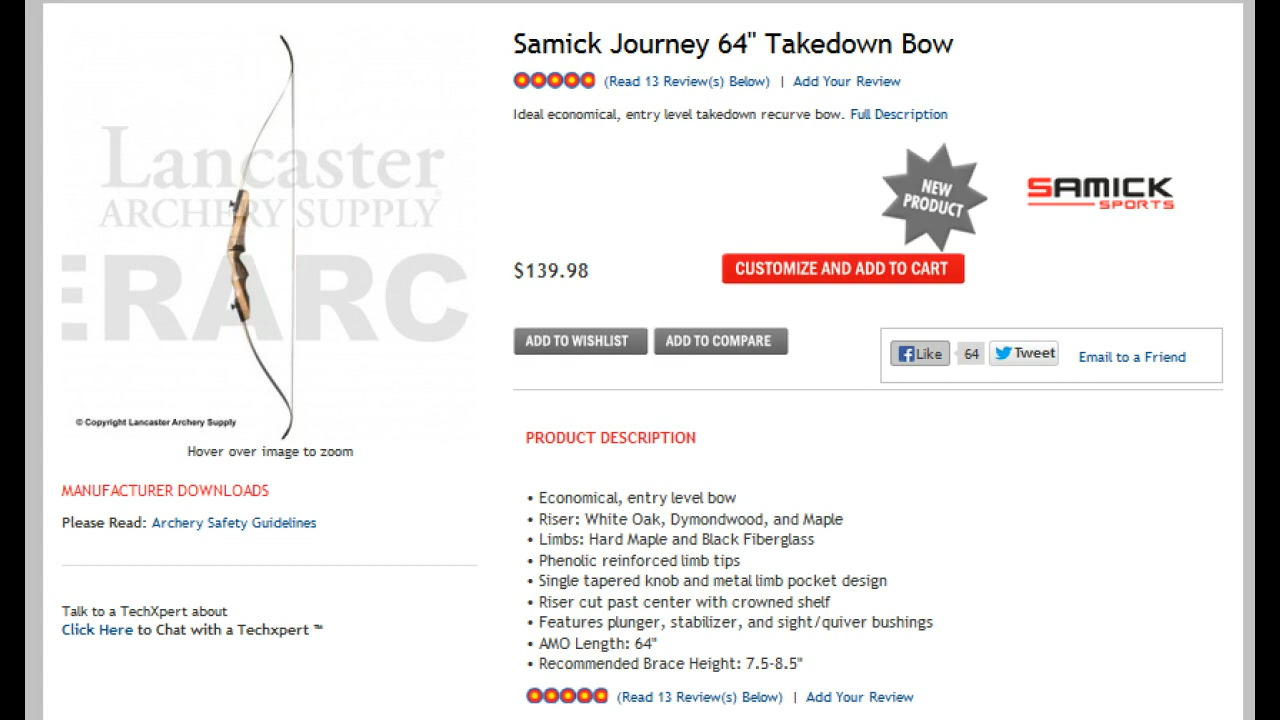 Samick Journey 64" Takedown Bow
(Read 13 Review(s) Below) | Add Your Review
Ideal economical, entry level takedown recurve bow. Full Description
Lancaster
ARCHERY SUPPLY
ERARC
NEW
PRODUCT
SAMICK
SPORTS
$139.98
CUSTOMIZE AND ADD TO CART
ADD TO WISHLIST
ADD TO COMPARE
Like
64
Tweet
Email to a Friend
© Copyright Lancaster Archery Supply
Hover over image to zoom
MANUFACTURER DOWNLOADS
Please Read: Archery Safety Guidelines
Talk to a TechXpert about
Click Here to Chat with a Techxpert ™
PRODUCT DESCRIPTION
• Economical, entry level bow
• Riser: White Oak, Dymondwood, and Maple
• Limbs: Hard Maple and Black Fiberglass
• Phenolic reinforced limb tips
• Single tapered knob and metal limb pocket design
• Riser cut past center with crowned shelf
• Features plunger, stabilizer, and sight/quiver bushings
• AMO Length: 64"
• Recommended Brace Height: 7.5-8.5"
(Read 13 Review(s) Below) | Add Your Review